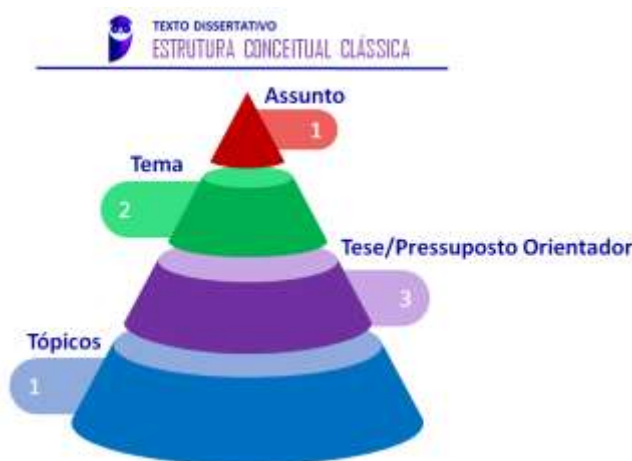 TEXTO DISSERTATIVO
ESTRUTURA CONCEITUAL CLÁSSICA
Assunto
1
Tema
2
Tese/Pressuposto Orientador
3
Tópicos
1